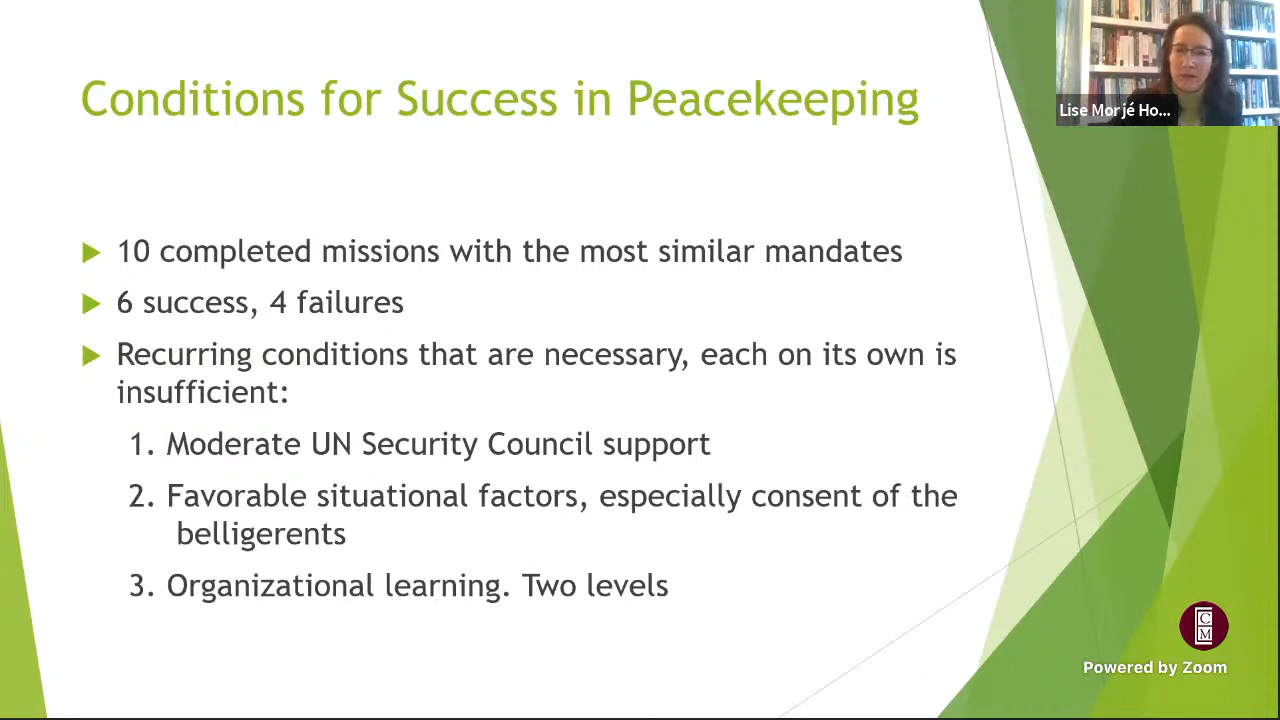 Conditions for Success in Peacekeeping
Lise Morjé Ho...
10 completed missions with the most similar mandates
6 success, 4 failures
Recurring conditions that are necessary, each on its own is
insufficient:
1. Moderate UN Security Council support
2. Favorable situational factors, especially consent of the
belligerents
3. Organizational learning. Two levels
C
M
Powered by Zoom